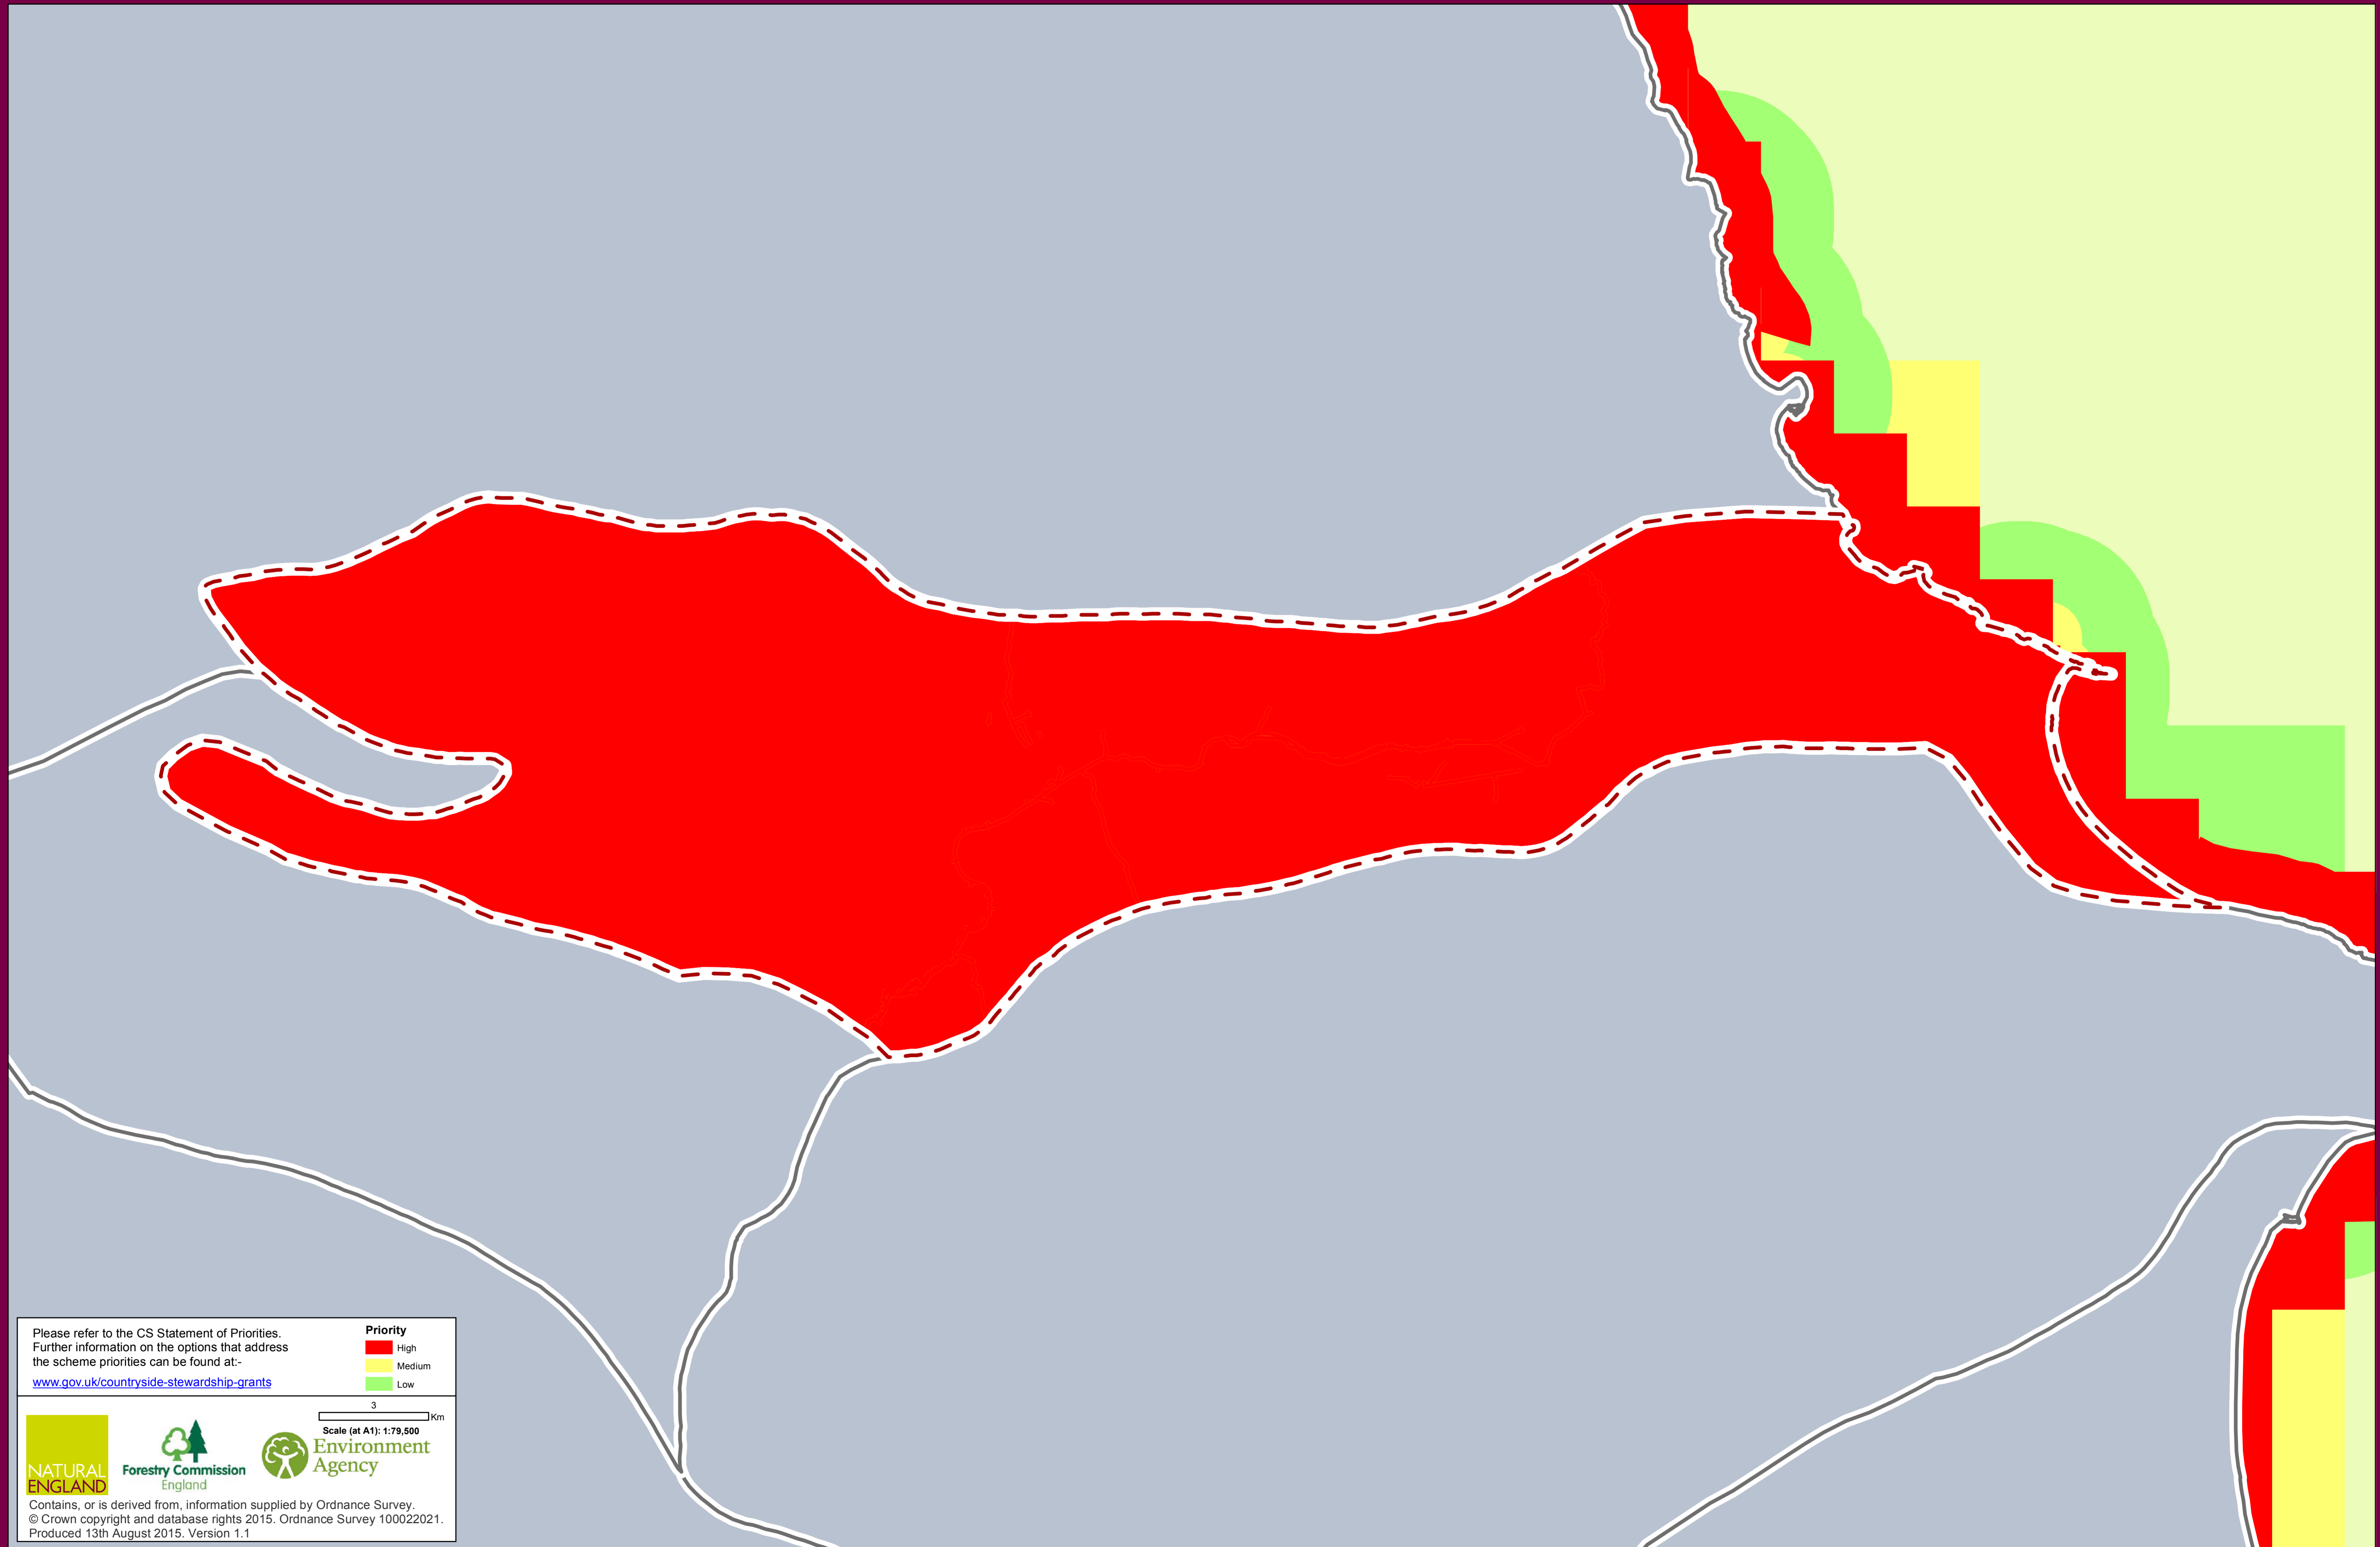 Please refer to the CS Statement of Priorities.
Further information on the options that address
the scheme priorities can be found at:-
www.gov.uk/countryside-stewardship-grants
Priority
High
Medium
Low
3
Km
Scale (at A1): 1:79,500
NATURAL
ENGLAND
Forestry Commission
England
Environment
Agency
Contains, or is derived from, information supplied by Ordnance Survey.
© Crown copyright and database rights 2015. Ordnance Survey 100022021.
Produced 13th August 2015. Version 1.1